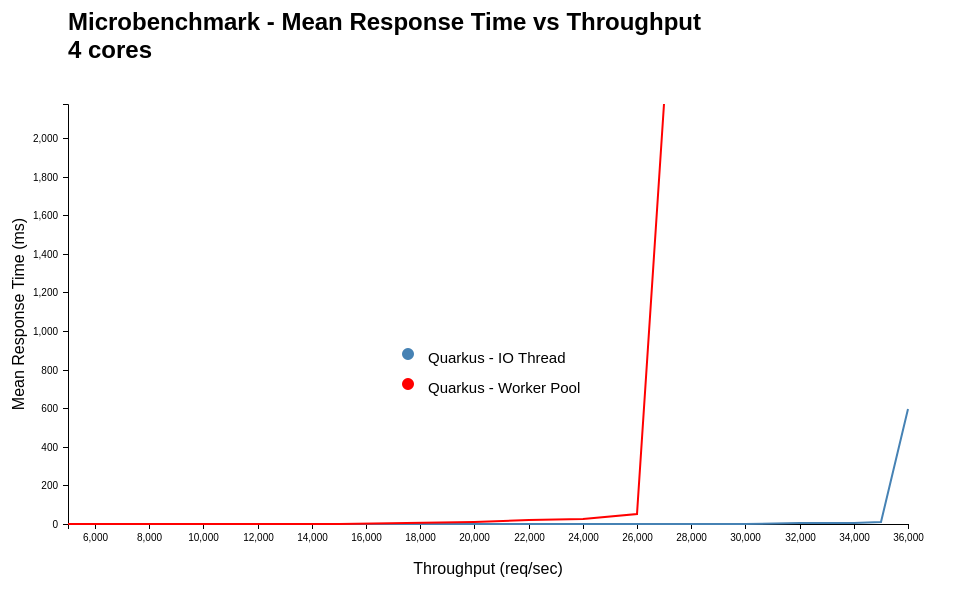 Microbenchmark - Mean Response Time vs Throughput
4 cores
Mean Response Time (ms)
2,000
1,800
1,600
1,400
1,200
1,000
800
600
400
200
0
Quarkus - IO Thread
Quarkus - Worker Pool
6,000 8,000 10,000 12,000 14,000 16,000 18,000 20,000 22,000 24,000 26,000 28,000 30,000 32,000 34,000 36,000
Throughput (req/sec)